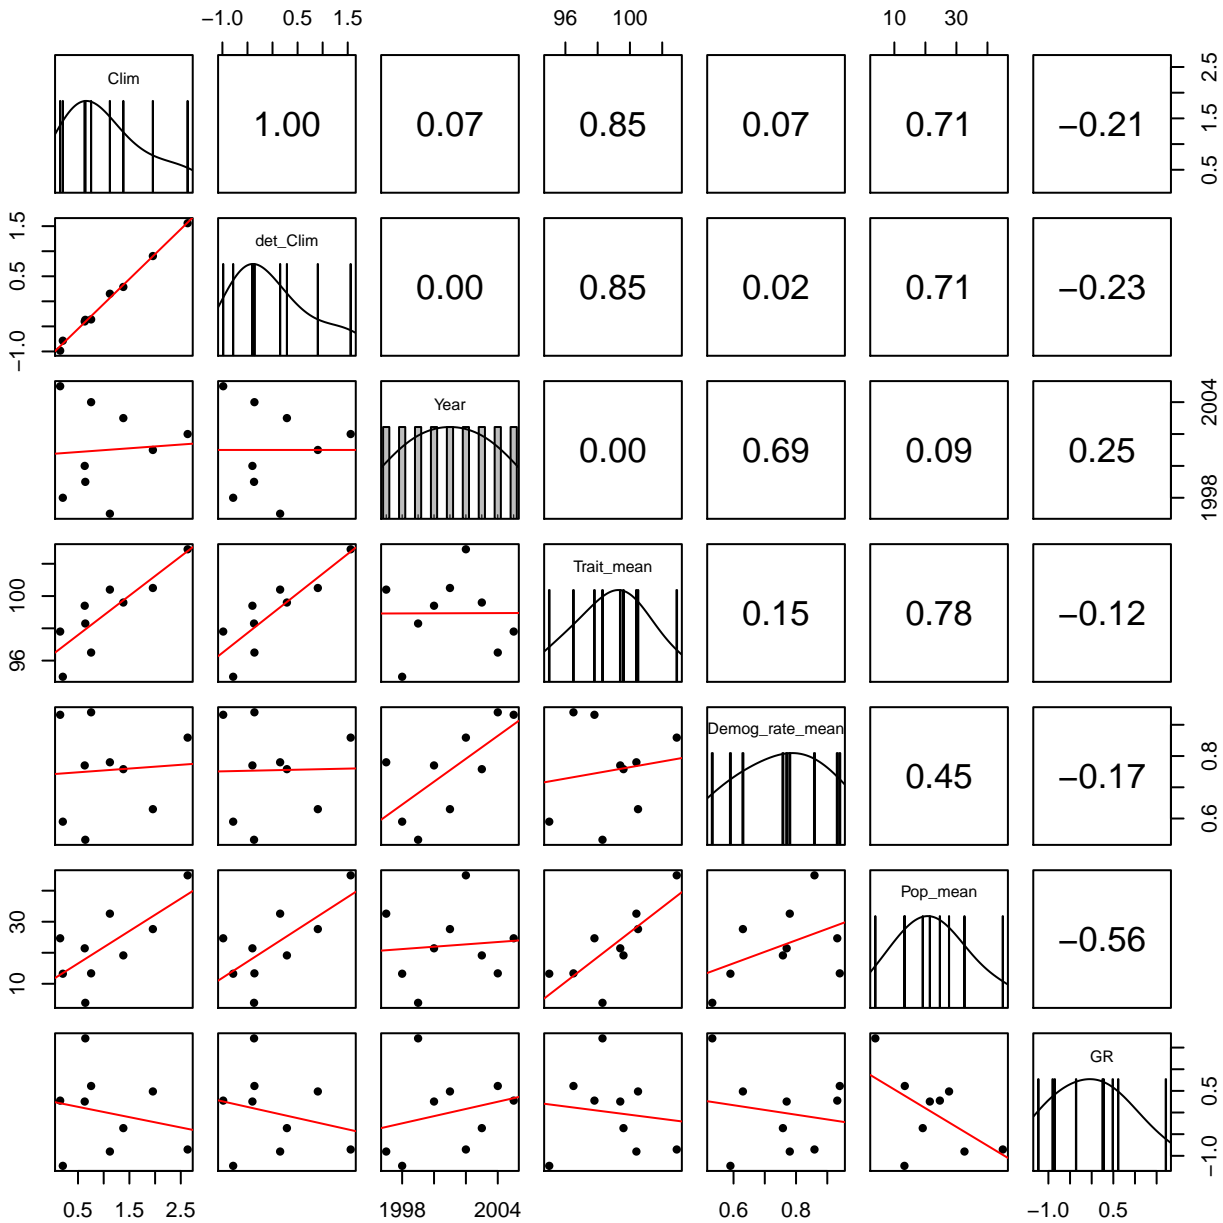 −1.0 0.5 1.5 96 100 10 30
Clim 1.00 0.07 0.85 0.07 0.71 −0.21 0.5 1.5 2.5
−1.0 0.5 1.5 det_Clim 0.00 0.85 0.02 0.71 −0.23
Year 0.00 0.69 0.09 0.25 1998 2004
96 100 Trait_mean 0.15 0.78 −0.12
Demog_rate_mean 0.45 −0.17 0.6 0.8
10 30 Pop_mean −0.56
GR −1.0 0.5
0.5 1.5 2.5 1998 2004 0.6 0.8 −1.0 0.5